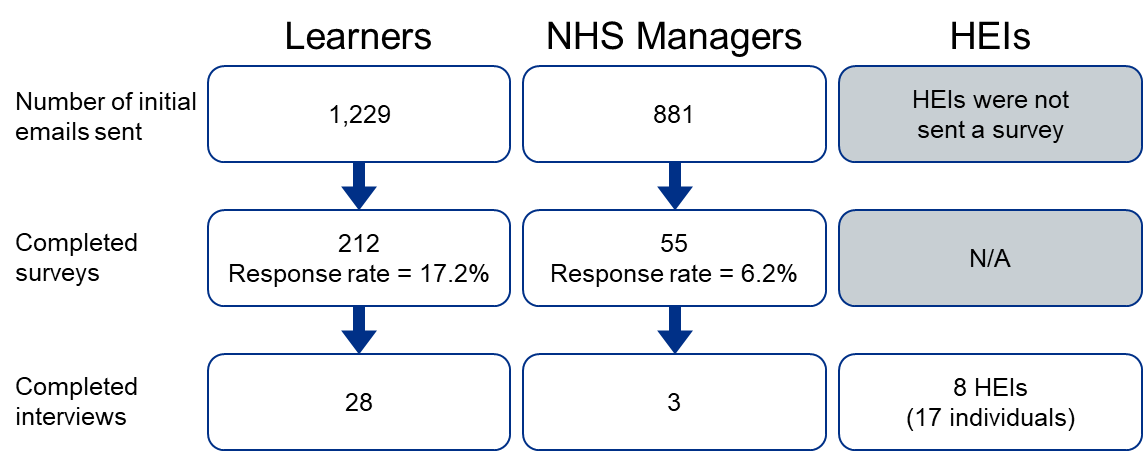 Learners
NHS Managers
HEIs
Number of initial
emails sent
1,229
881
HEIs were not
sent a survey
Completed
surveys
212
Response rate = 17.2%
55
Response rate = 6.2%
N/A
Completed
interviews
28
3
8 HEIs
(17 individuals)